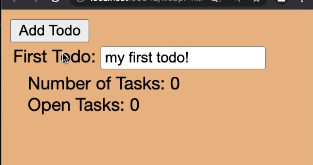 Add Todo
First Todo: my first todo!
Number of Tasks: 0
Open Tasks: 0